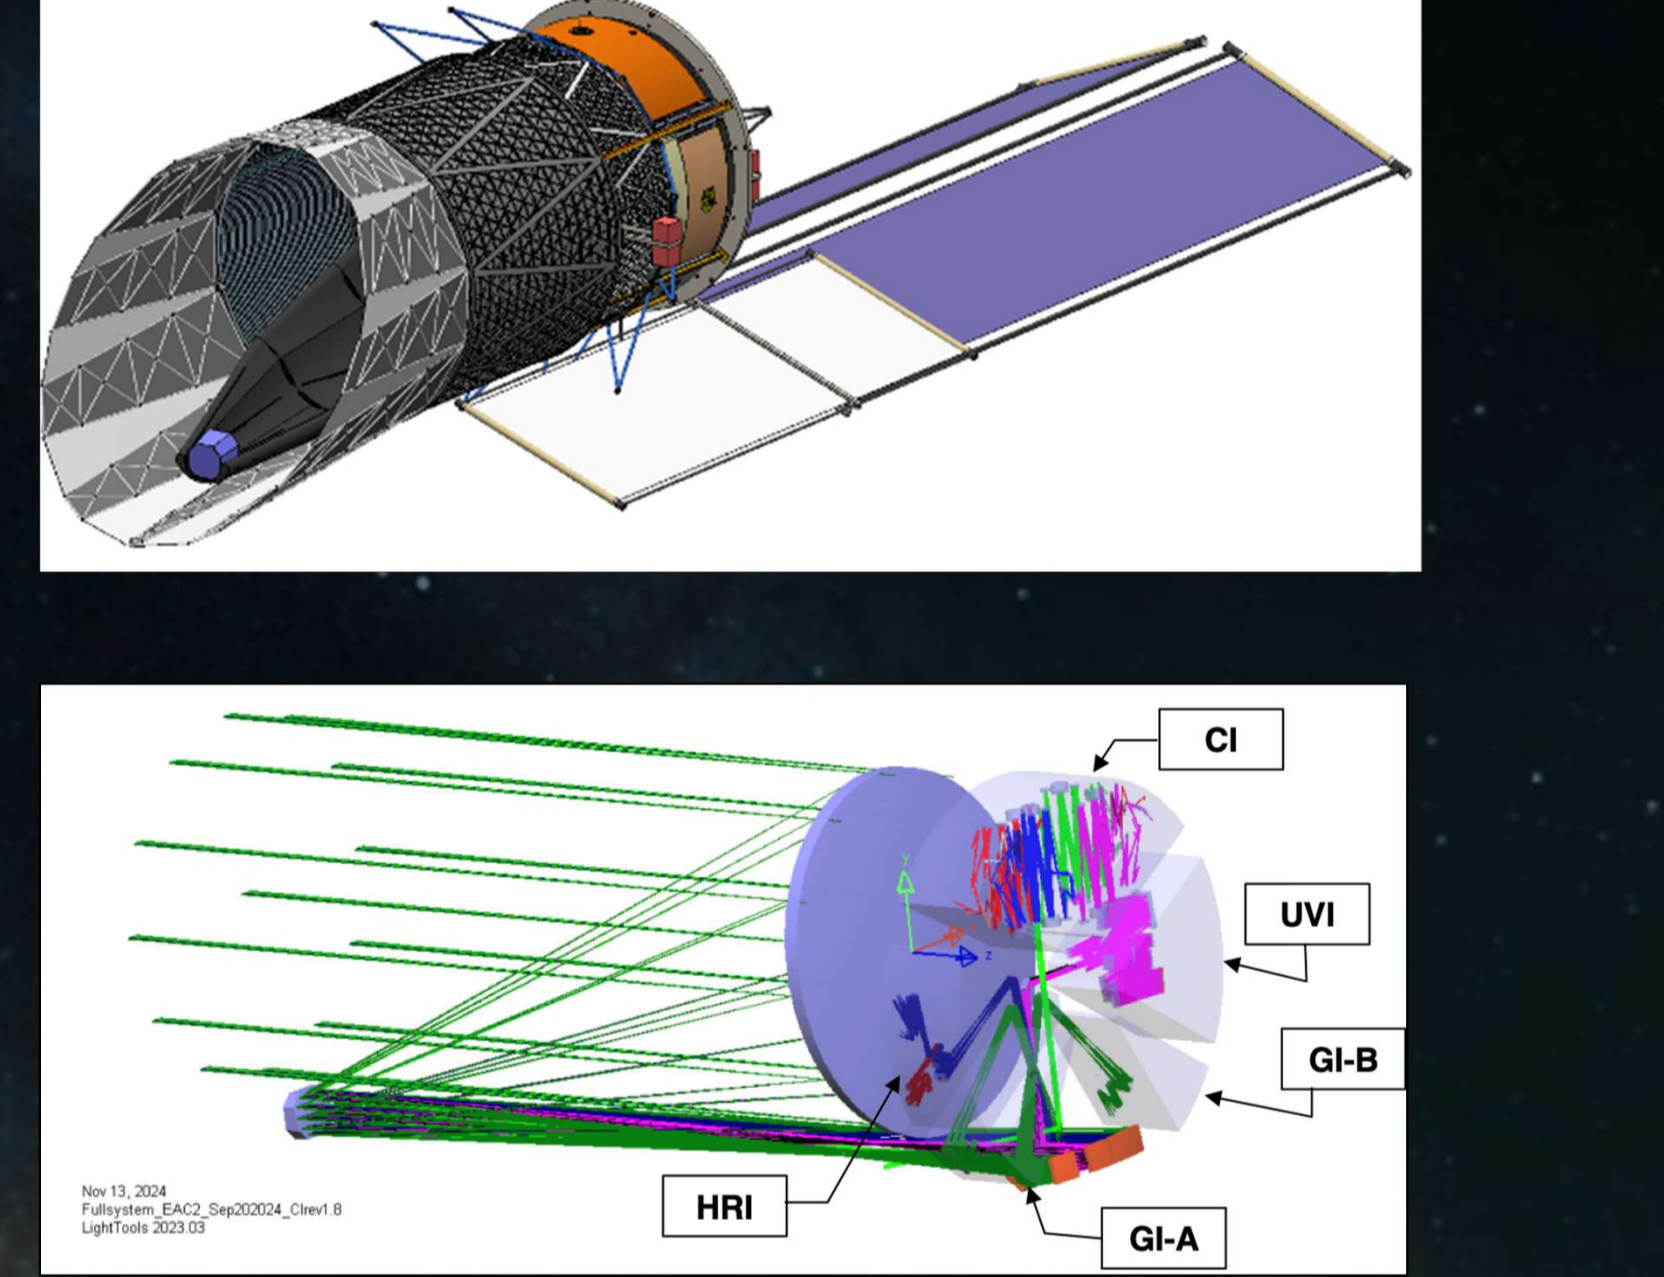 CI
y
UVI
z
GI-B
HRI
GI-A
Nov 13, 2024
Fullsystem_EAC2_Sep202024_CIrev1.8
LightTools 2023.03